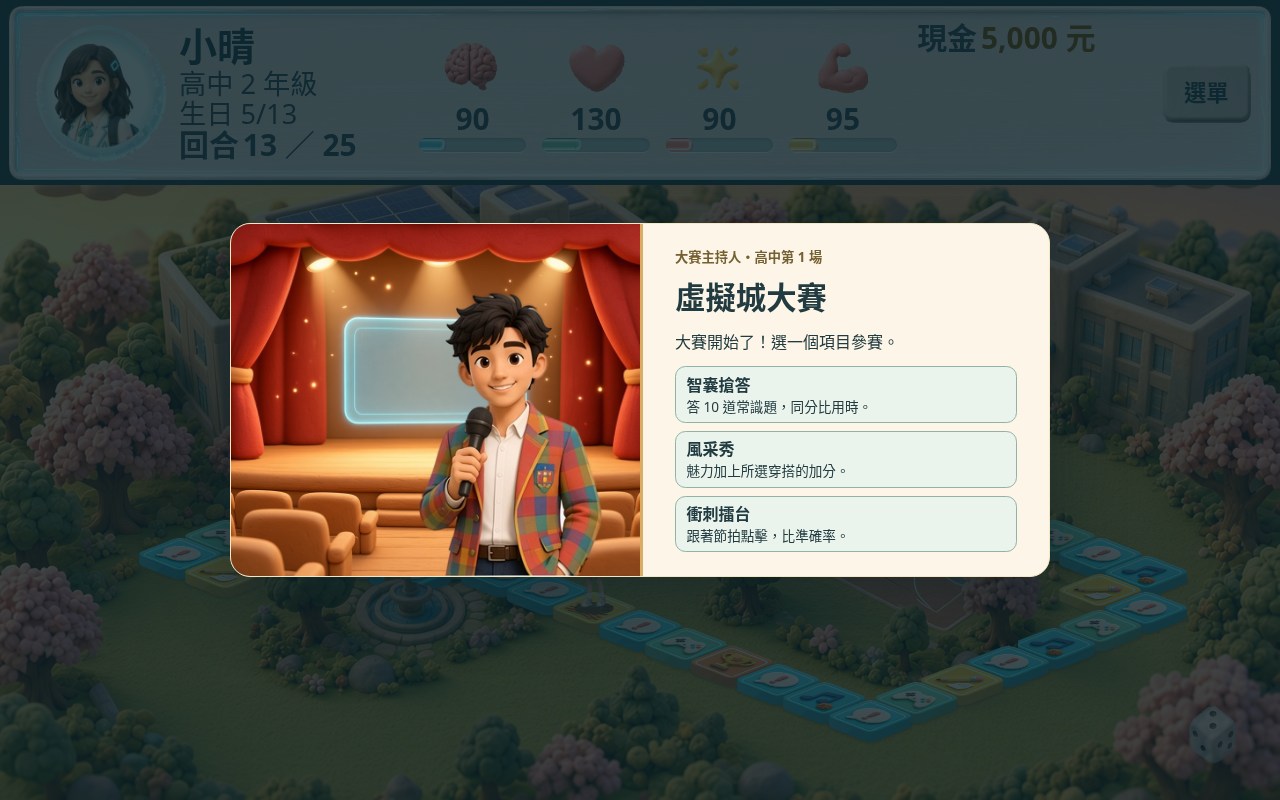 小晴
高中 2 年級
生日 5/13
回合 13 ／ 25
90
130
90
95
現金 5,000 元
選單
大賽主持人・高中第 1 場
虛擬城大賽
大賽開始了！選一個項目參賽。
智囊搶答
答 10 道常識題，同分比用時。
風采秀
魅力加上所選穿搭的加分。
衝刺擂台
跟著節拍點擊，比準確率。